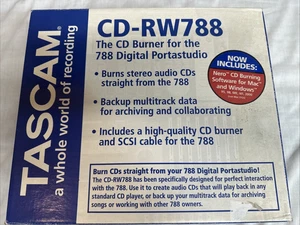 TASCAM
a whole world of recording
CD-RW788
The CD Burner for the
788 Digital Portastudio
• Burns stereo audio CDs
straight from the 788
• Backup multitrack data
for archiving and collaborating
• Includes a high-quality CD burner
and SCSI cable for the 788
NOW
INCLUDES:
Nero™ CD Burning
Software for Mac™
and Windows™
Burn CDs straight from your 788 Digital Portastudio!
The CD-RW788 has been specifically designed for perfect interaction
with the 788. Use it to create audio CDs that will play back in any
standard CD player, or back up your multitrack data for archiving
songs or working with other 788 owners.